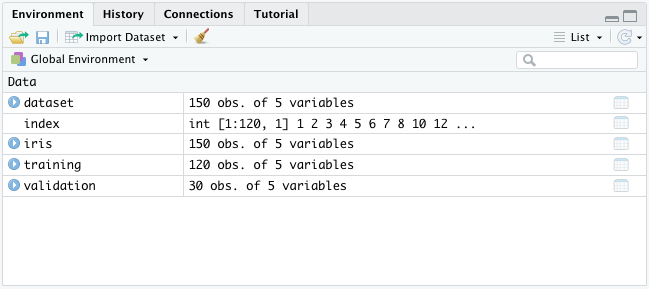 Environment History Connections Tutorial
Import Dataset List
Global Environment
Data
dataset 150 obs. of 5 variables
index int [1:120, 1] 1 2 3 4 5 6 7 8 10 12 ...
iris 150 obs. of 5 variables
training 120 obs. of 5 variables
validation 30 obs. of 5 variables